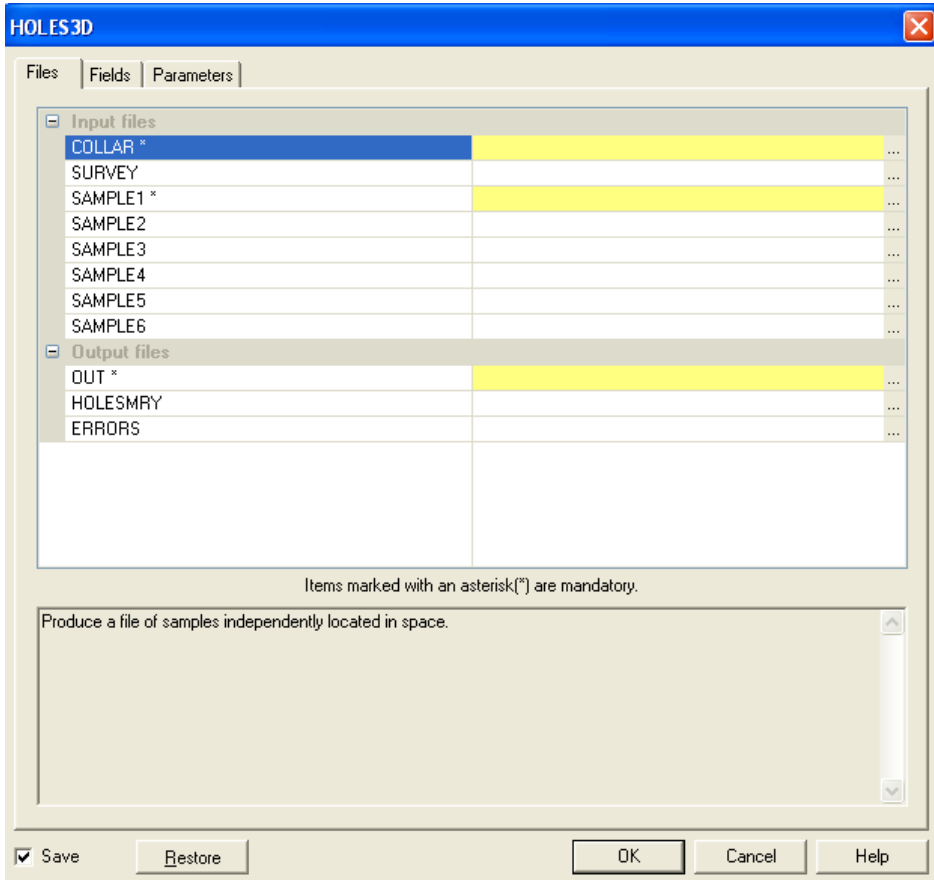 HOLES3D
Files Fields Parameters
Input files
COLLAR * ...
SURVEY ...
SAMPLE1 * ...
SAMPLE2 ...
SAMPLE3 ...
SAMPLE4 ...
SAMPLE5 ...
SAMPLE6 ...
Output files
OUT * ...
HOLESMRY ...
ERRORS ...
Items marked with an asterisk(*) are mandatory.
Produce a file of samples independently located in space.
Save Restore OK Cancel Help